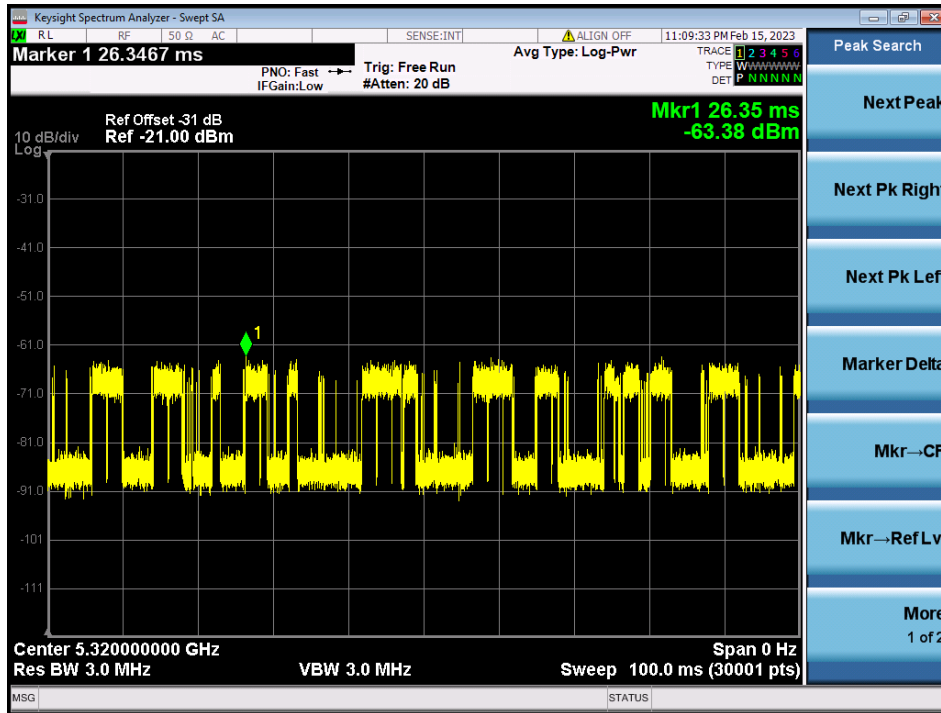 Keysight Spectrum Analyzer - Swept SA
LXI RL RF 50 Ω AC SENSE:INT ALIGN OFF 11:09:33 PM Feb 15, 2023
Marker 1 26.3467 ms
PNO: Fast
IFGain:Low
Trig: Free Run
#Atten: 20 dB
Avg Type: Log-Pwr
TRACE 1 2 3 4 5 6
TYPE WWWWWW
DET P N N N N N
Ref Offset -31 dB
Ref -21.00 dBm
10 dB/div
Log
Mkr1 26.35 ms
-63.38 dBm
-31.0
-41.0
-51.0
1
-61.0
-71.0
-81.0
-91.0
-101
-111
Center 5.320000000 GHz Span 0 Hz
Res BW 3.0 MHz VBW 3.0 MHz Sweep 100.0 ms (30001 pts)
MSG STATUS
Peak Search
Next Peak
Next Pk Right
Next Pk Lef
Marker Delta
Mkr→CF
Mkr→Ref Lv
More
1 of 2